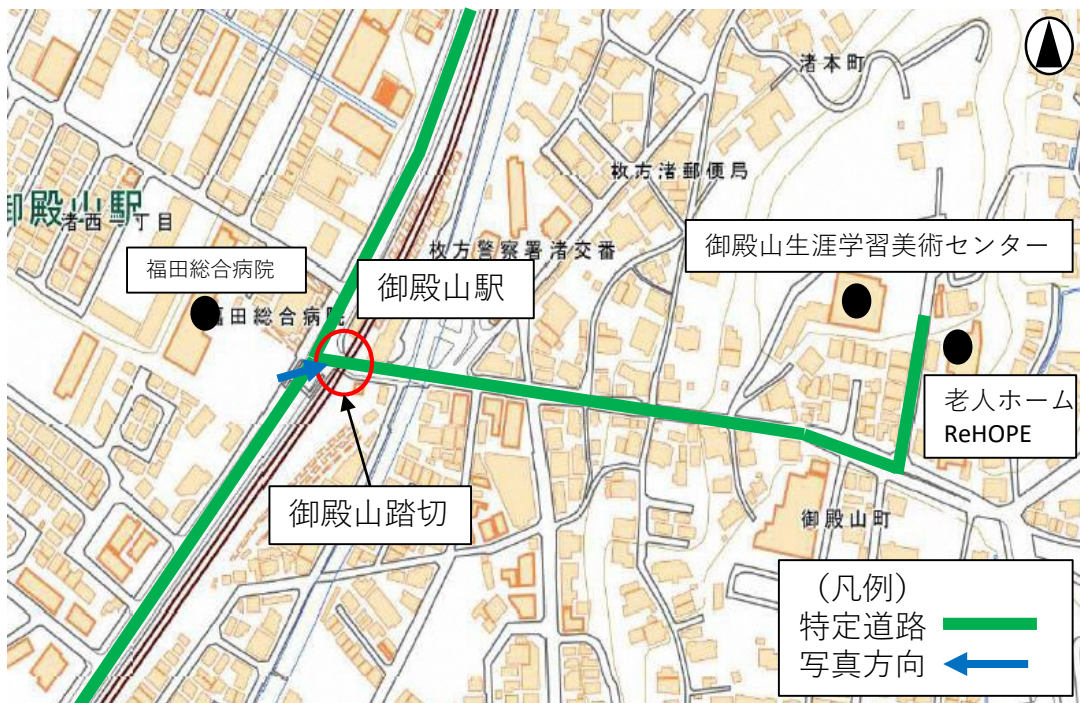 渚本町
枚方渚郵便局
御殿山駅
渚西一丁目
御殿山生涯学習美術センター
枚方警察署渚交番
福田総合病院
御殿山駅
福田総合病院
老人ホーム
ReHOPE
御殿山踏切
御殿山町
（凡例）
特定道路
写真方向